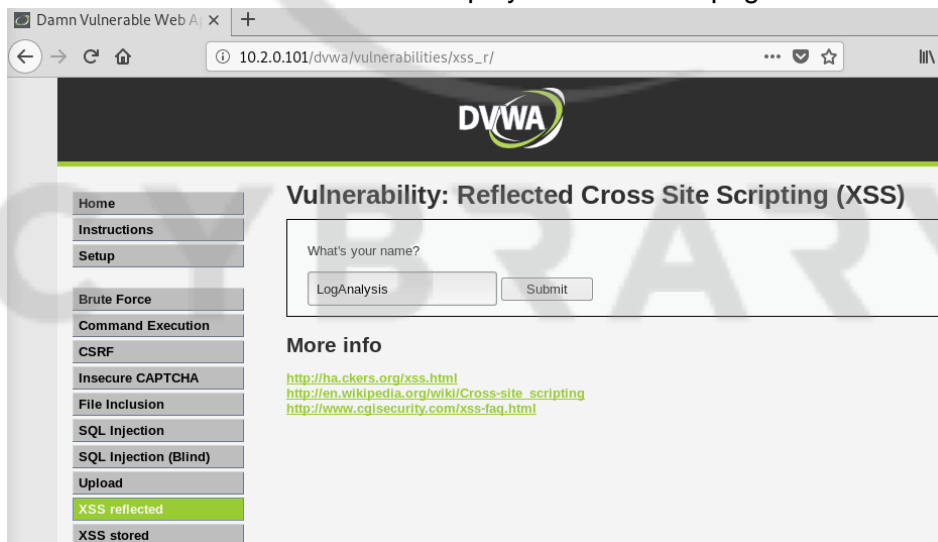 Damn Vulnerable Web A
10.2.0.101/dvwa/vulnerabilities/xss_r/
DVWA
Vulnerability: Reflected Cross Site Scripting (XSS)
Home
Instructions
Setup
Brute Force
Command Execution
CSRF
Insecure CAPTCHA
File Inclusion
SQL Injection
SQL Injection (Blind)
Upload
XSS reflected
XSS stored
What's your name?
LogAnalysis
Submit
More info
http://ha.ckers.org/xss.html
http://en.wikipedia.org/wiki/Cross-site_scripting
http://www.cgisecurity.com/xss-faq.html
CYBRARY